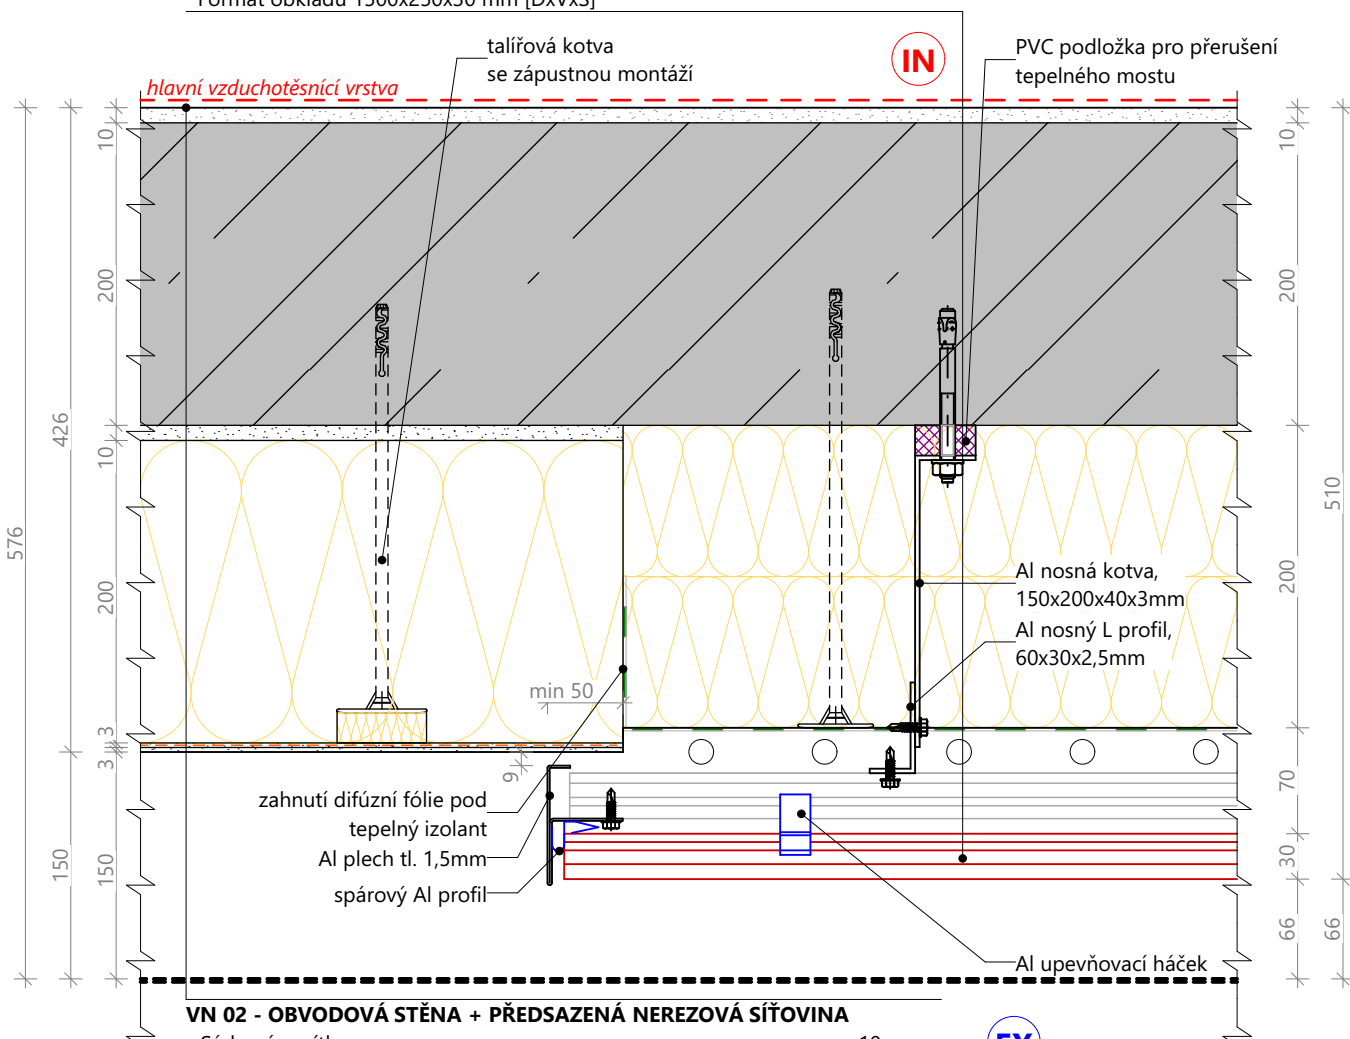 Formát obkladu 1500x250x30 mm [DxVxS]
talířová kotva
se zápustnou montáží
IN
PVC podložka pro přerušení
tepelného mostu
hlavní vzduchotěsnící vrstva
10
200
10
200
3
3
150
426
150
576
10
200
200
70
30
66
510
66
min 50
9
Al nosná kotva,
150x200x40x3mm
Al nosný L profil,
60x30x2,5mm
zahnutí difúzní fólie pod
tepelný izolant
Al plech tl. 1,5mm
spárový Al profil
Al upevňovací háček
VN 02 - OBVODOVÁ STĚNA + PŘEDSAZENÁ NEREZOVÁ SÍŤOVINA
10
EX